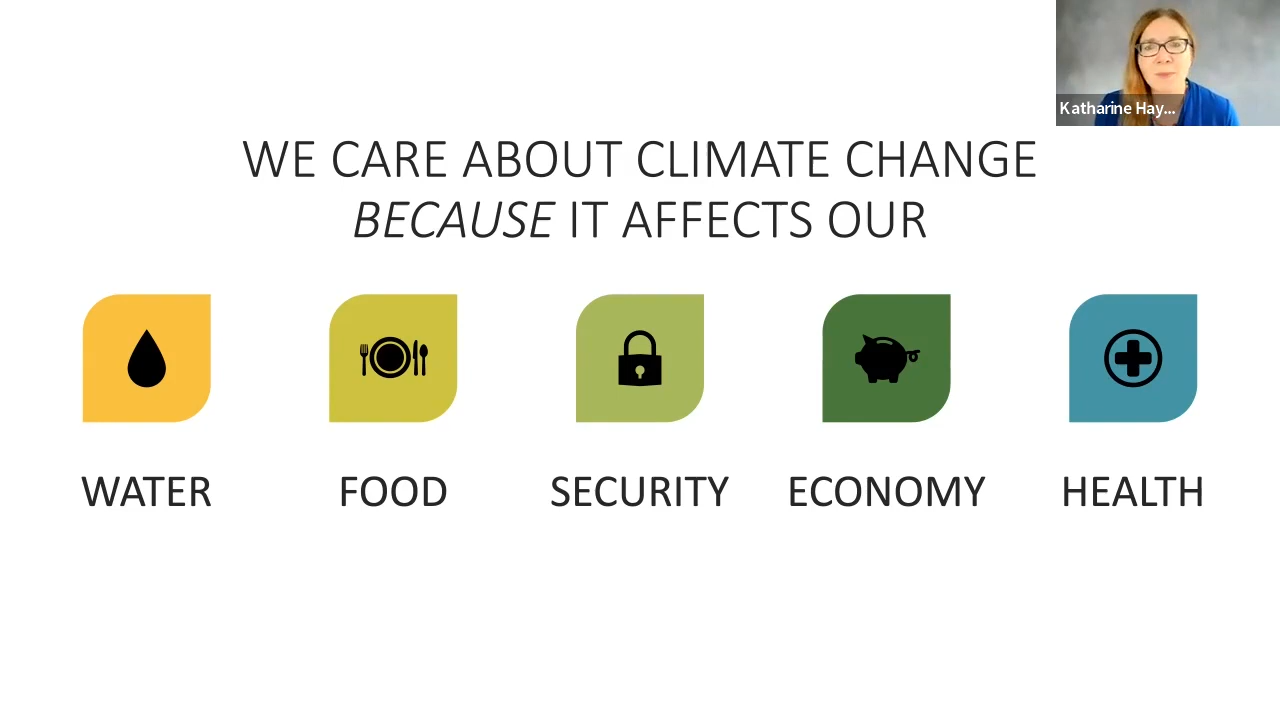 Katharine Hay...
WE CARE ABOUT CLIMATE CHANGE
BECAUSE IT AFFECTS OUR
WATER FOOD SECURITY ECONOMY HEALTH